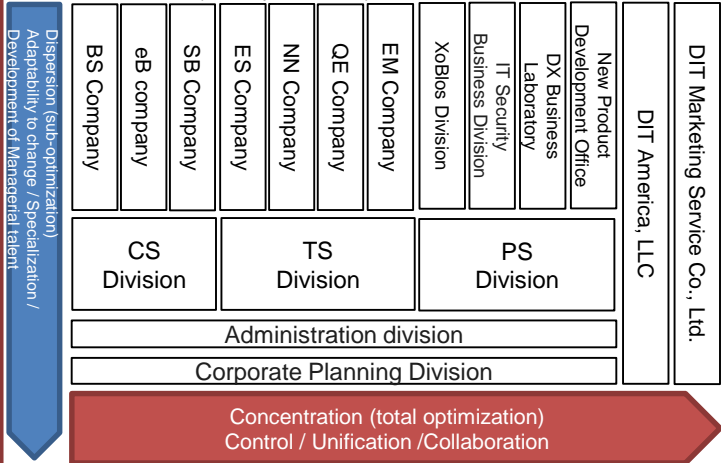 Dispersion (sub-optimization)
Adaptability to change / Specialization /
Development of Managerial talent
BS Company
eB company
SB Company
ES Company
NN Company
QE Company
EM Company
XoBlos Division
IT Security
Business Division
DX Business
Laboratory
New Product
Development Office
DIT America, LLC
DIT Marketing Service Co., Ltd.
CS
Division
TS
Division
PS
Division
Administration division
Corporate Planning Division
Concentration (total optimization)
Control / Unification /Collaboration